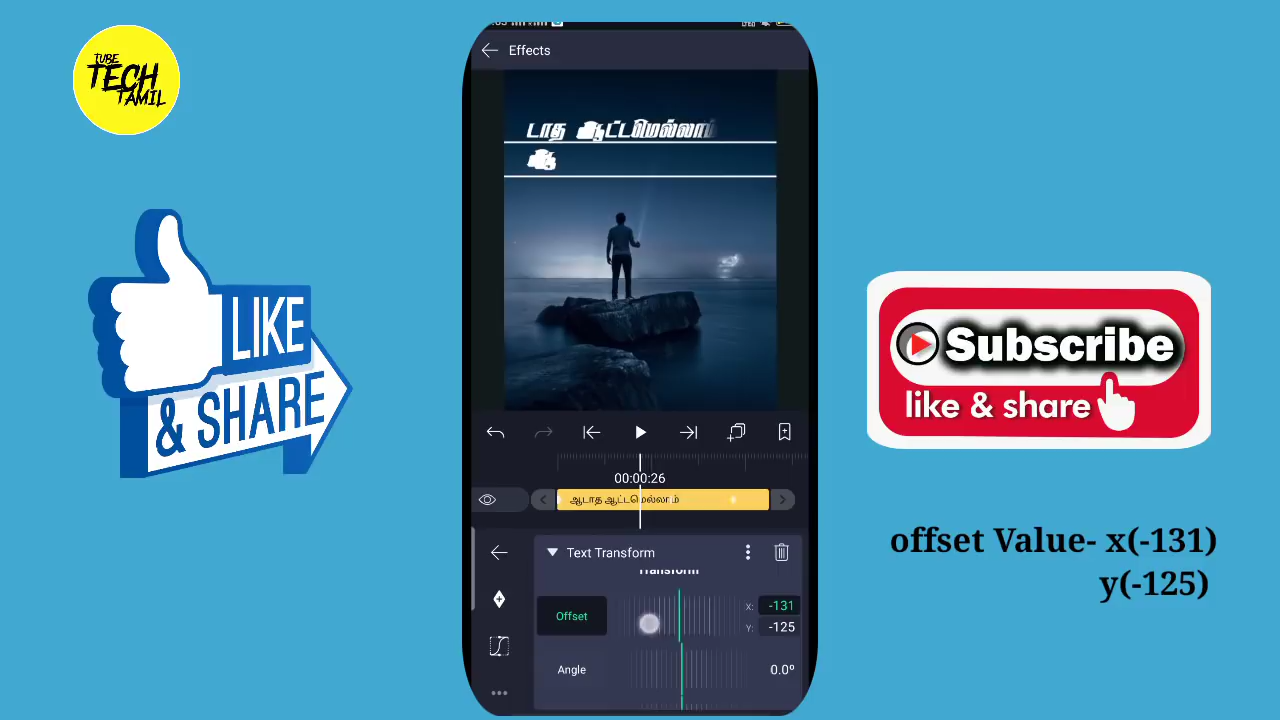 TUBE
TECH
TAMIL
Effects
டாத ஆட்டமெல்லாம்
LIKE
& SHARE
Subscribe
like & share
00:00:26
ஆடாத ஆட்டமெல்லாம்
Text Transform
Transform
Offset
X: -131
Y: -125
Angle
0.0º
offset Value- x(-131)
y(-125)